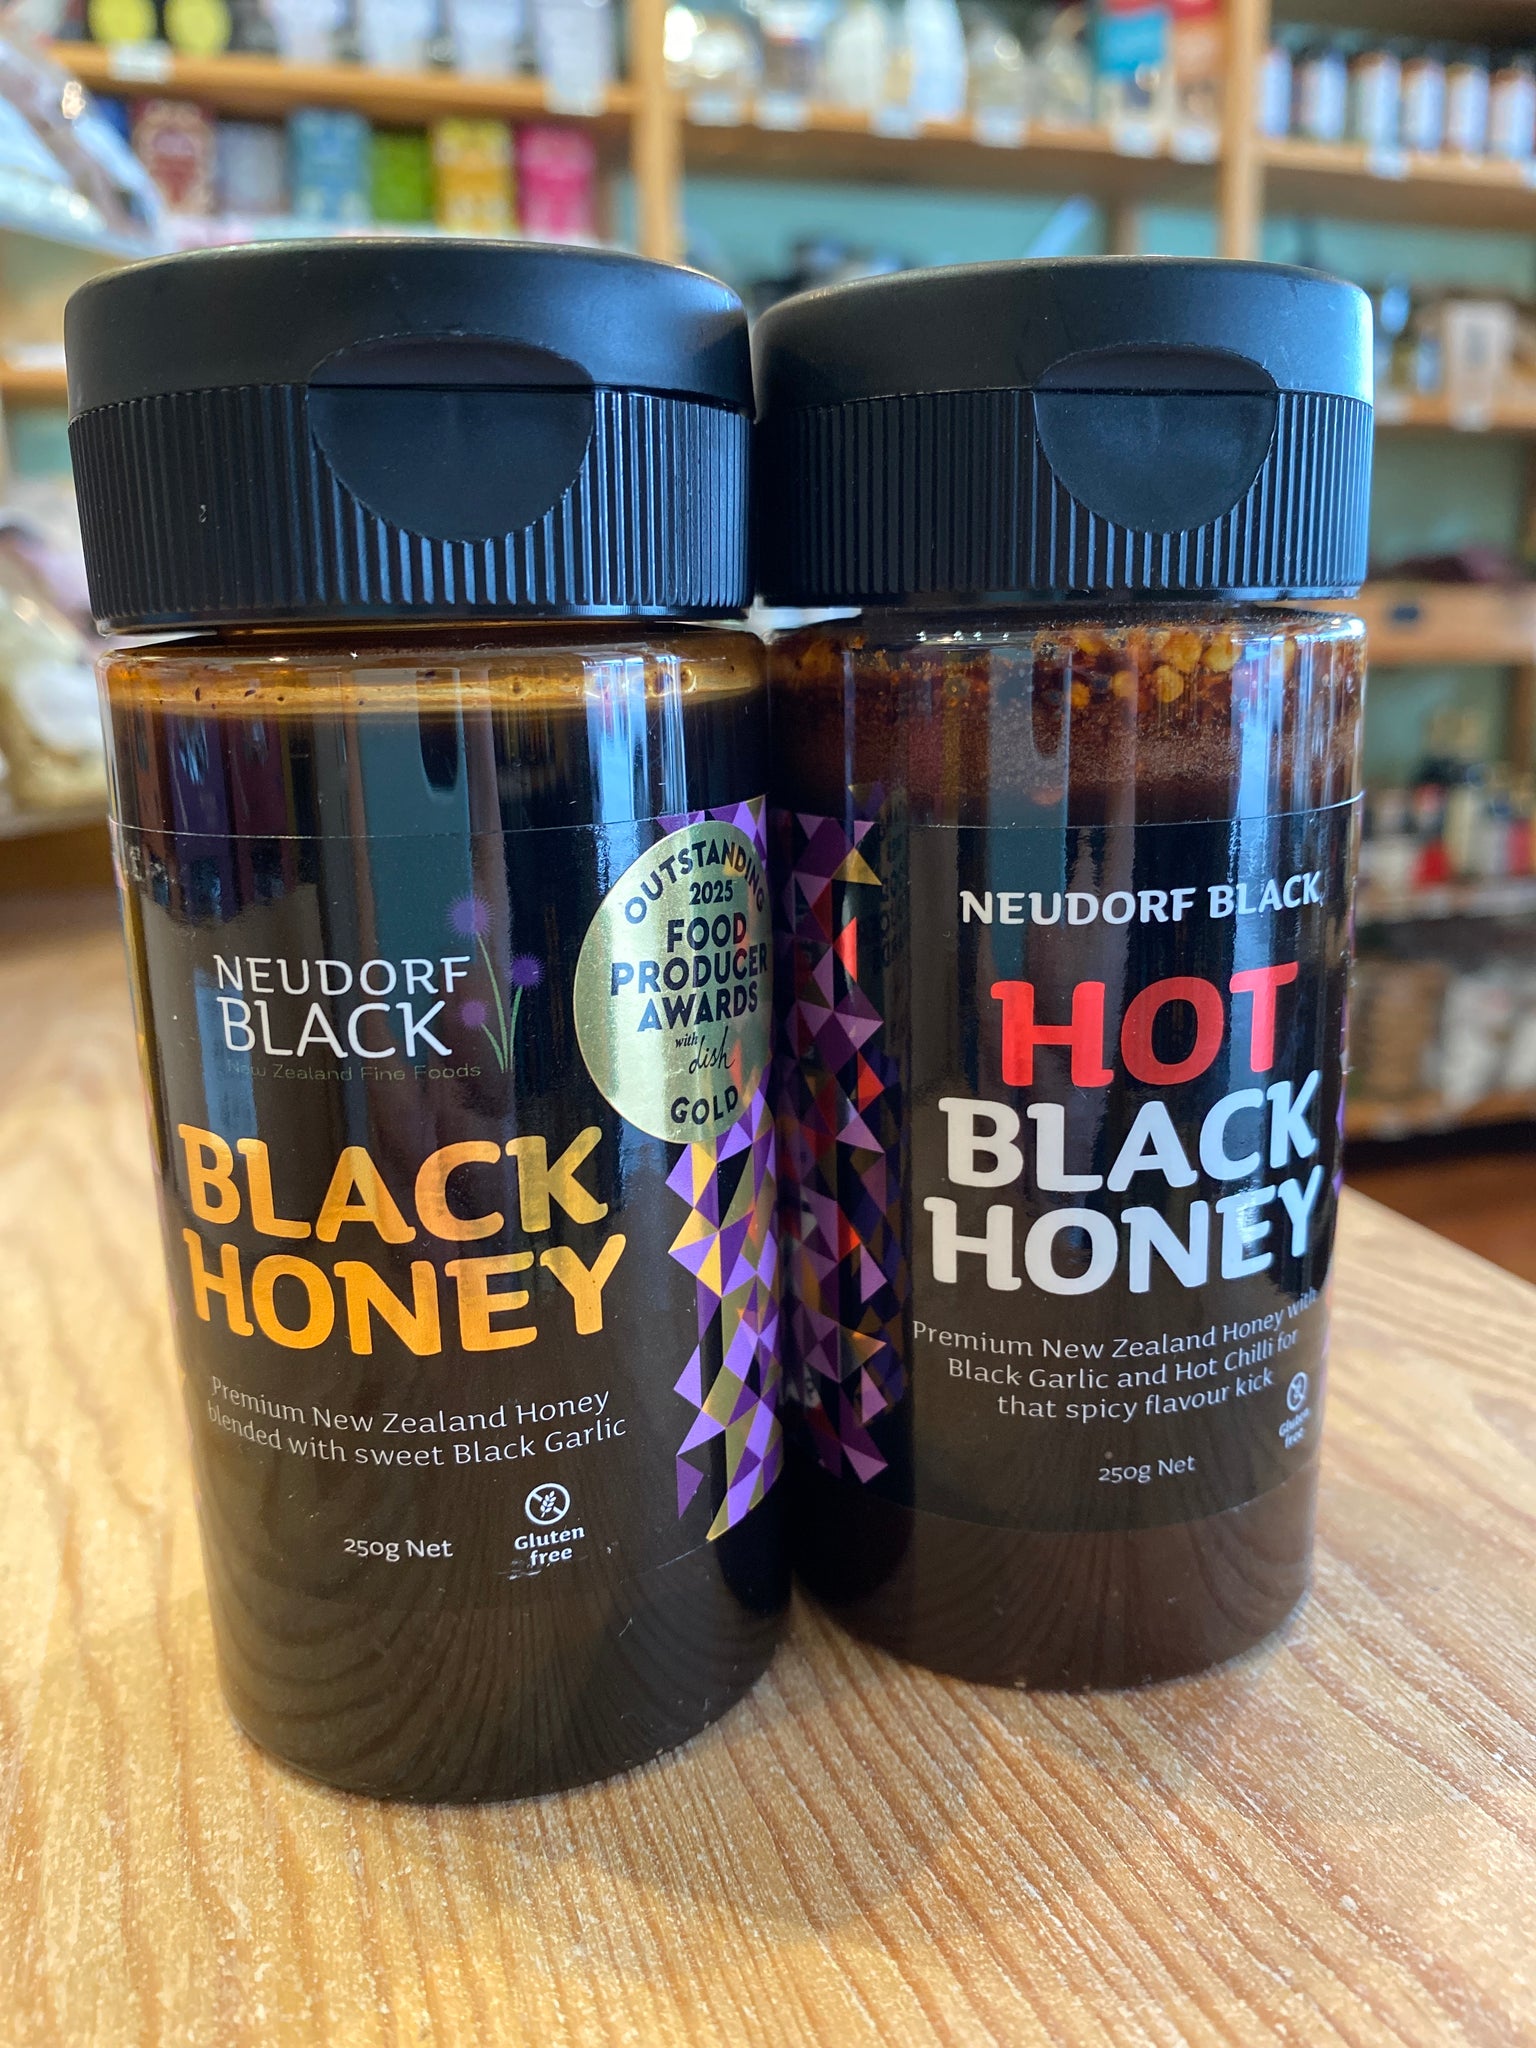 NEUDORF
BLACK
New Zealand Fine Foods
BLACK
HONEY
Premium New Zealand Honey
blended with sweet Black Garlic
250g Net
Gluten
free
OUTSTANDING
2025
FOOD
PRODUCER
AWARDS
with dish
GOLD
NEUDORF BLACK
HOT
BLACK
HONEY
Premium New Zealand Honey with
Black Garlic and Hot Chilli for
that spicy flavour kick
250g Net
Gluten
free